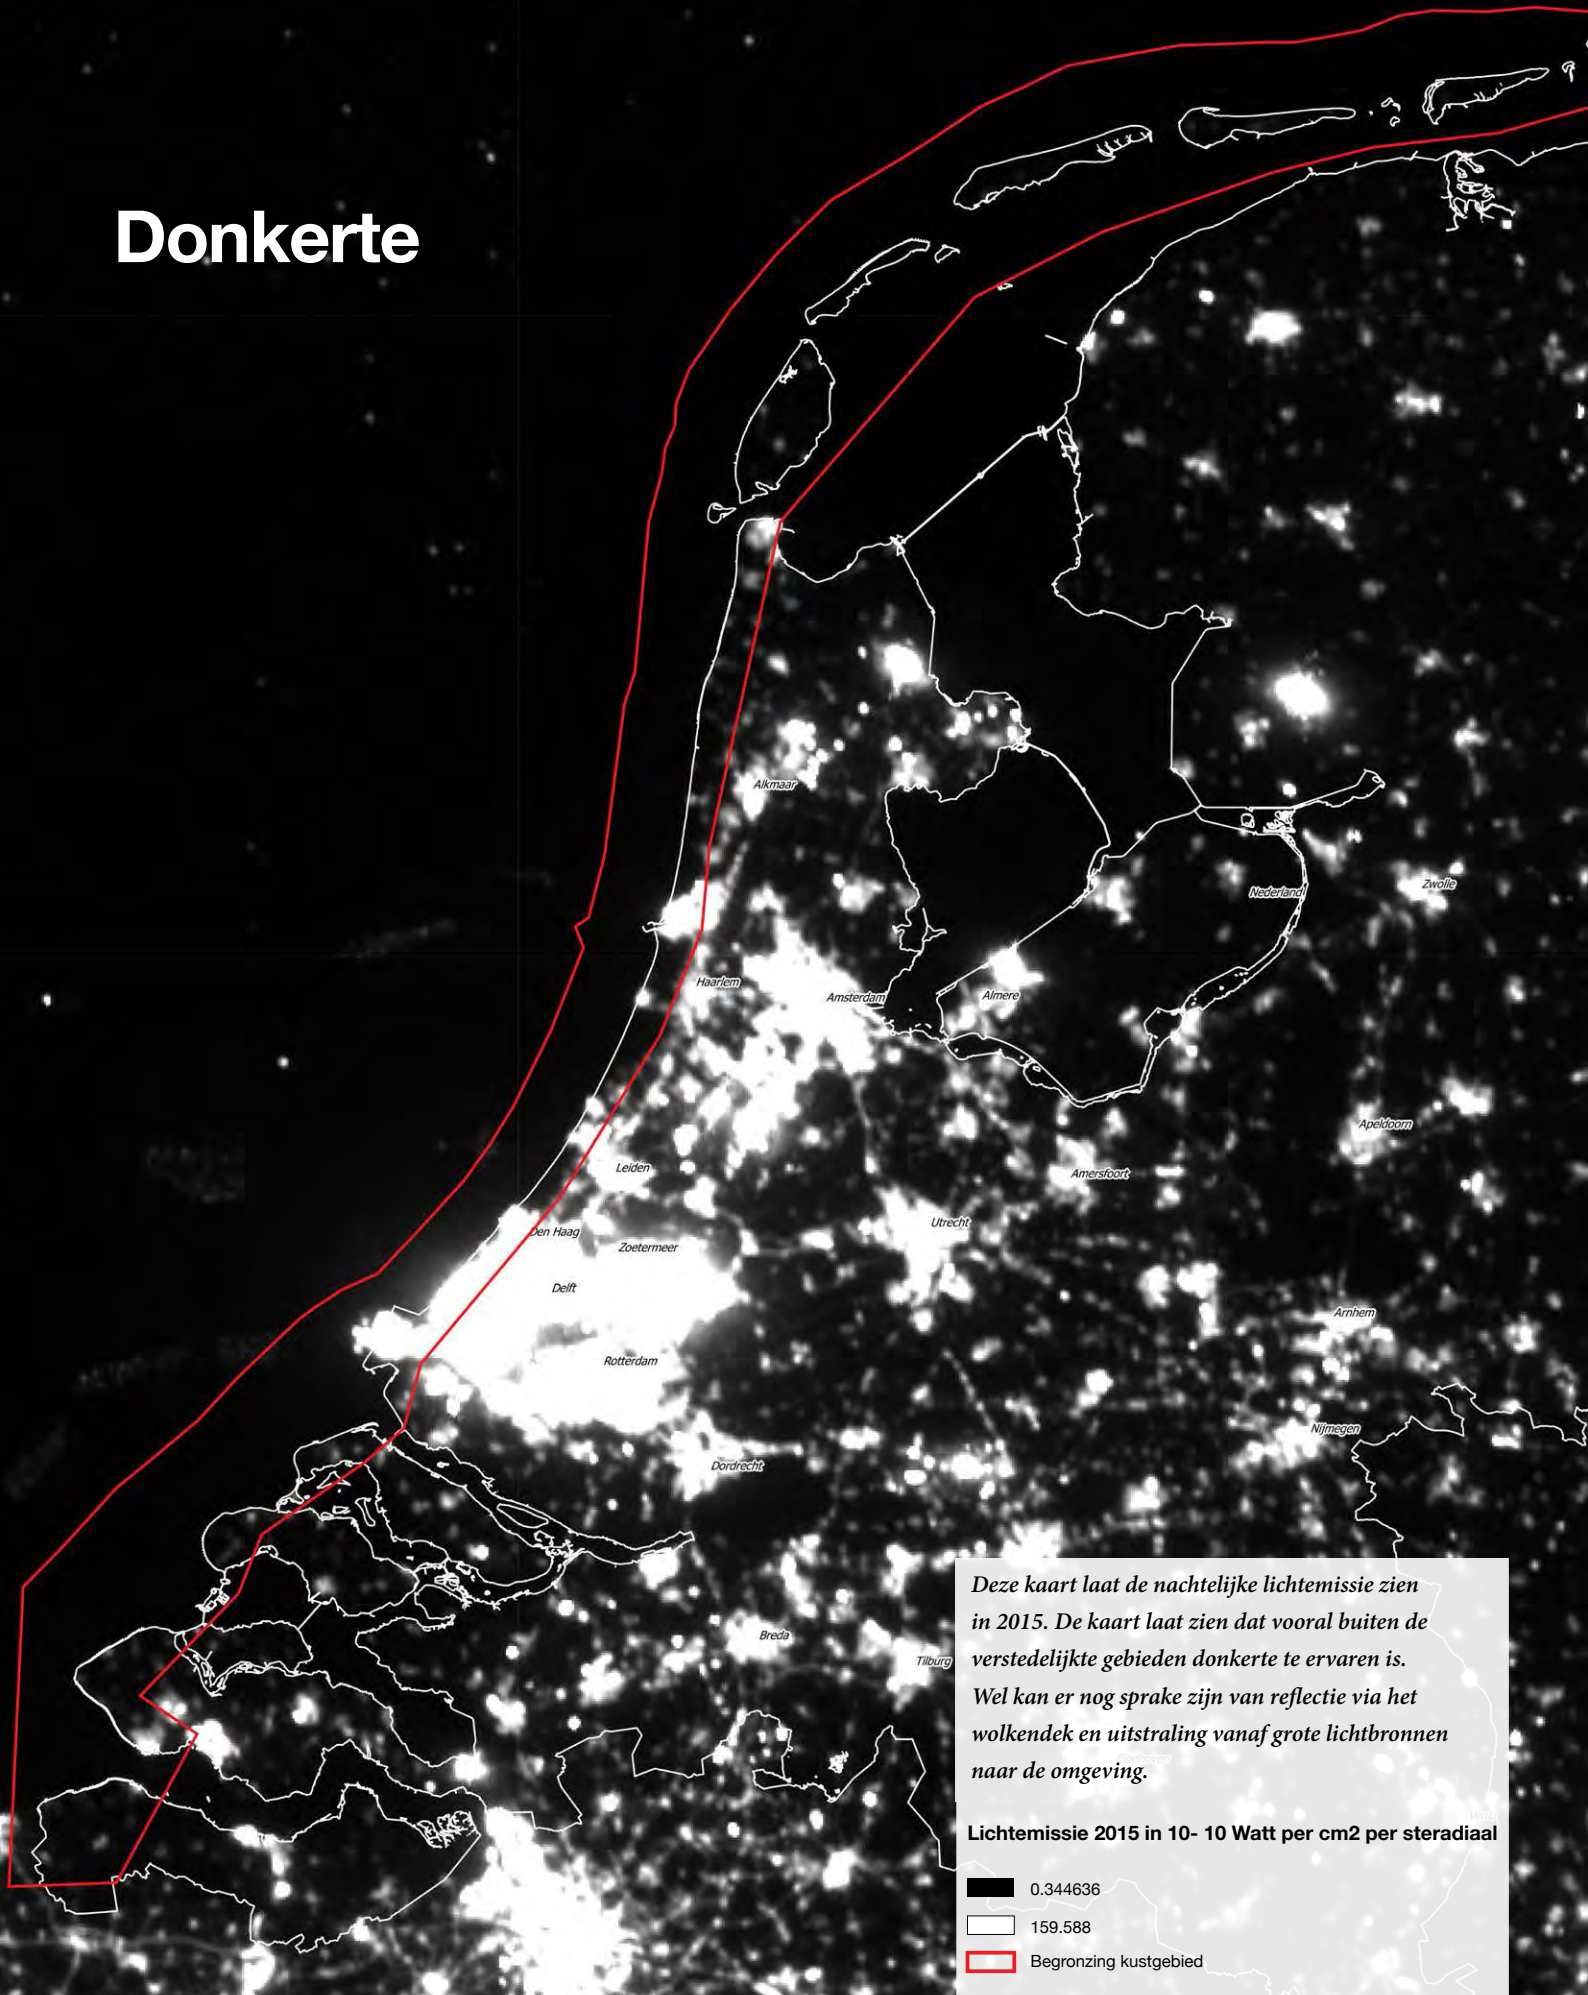 Donkerte
Alkmaar
Nederland
Zwolle
Haarlem
Amsterdam
Almere
Apeldoorn
Leiden
Amersfoort
Den Haag
Utrecht
Zoetermeer
Delft
Arnhem
Rotterdam
Nijmegen
Dordrecht
Breda
Tilburg
Deze kaart laat de nachtelijke lichtemissie zien
in 2015. De kaart laat zien dat vooral buiten de
verstedelijkte gebieden donkerte te ervaren is.
Wel kan er nog sprake zijn van reflectie via het
wolkendek en uitstraling vanaf grote lichtbronnen
naar de omgeving.
Eindhoven
Venlo
Lichtemissie 2015 in 10- 10 Watt per cm2 per steradiaal
0.344636
159.588
Begronzing kustgebied